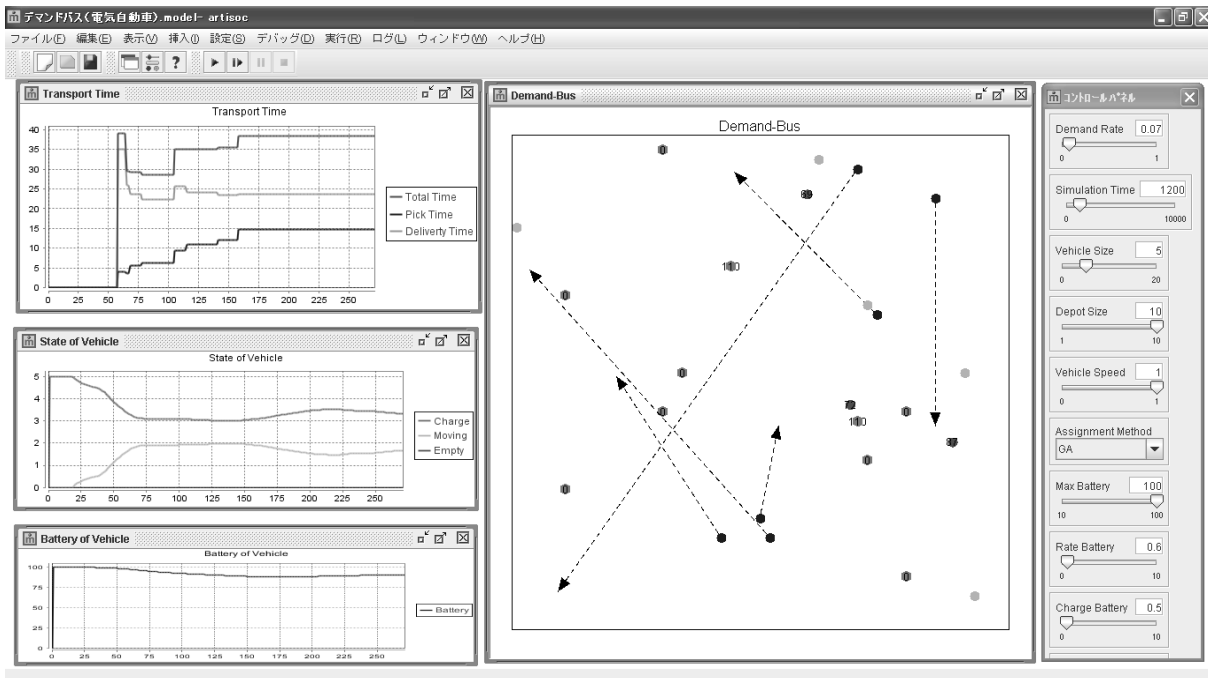 デマンドバス(電気自動車).model- artisoc
ファイル(F) 編集(E) 表示(V) 挿入(I) 設定(S) デバッグ(D) 実行(R) ログ(L) ウィンドウ(W) ヘルプ(H)
Transport Time
Transport Time
40
35
30
25
20
15
10
5
0
0 25 50 75 100 125 150 175 200 225 250
Total Time
Pick Time
Deliverty Time
State of Vehicle
State of Vehicle
5
4
3
2
1
0
0 25 50 75 100 125 150 175 200 225 250
Charge
Moving
Empty
Battery of Vehicle
Battery of Vehicle
100
75
50
25
0
0 25 50 75 100 125 150 175 200 225 250
Battery
Demand-Bus
Demand-Bus
0
0
0
0
72
0
0
0
0
コントロールパネル
Demand Rate 0.07
0 1
Simulation Time 1200
0 10000
Vehicle Size 5
0 20
Depot Size 10
1 10
Vehicle Speed 1
0 1
Assignment Method
GA
Max Battery 100
10 100
Rate Battery 0.6
0 10
Charge Battery 0.5
0 10